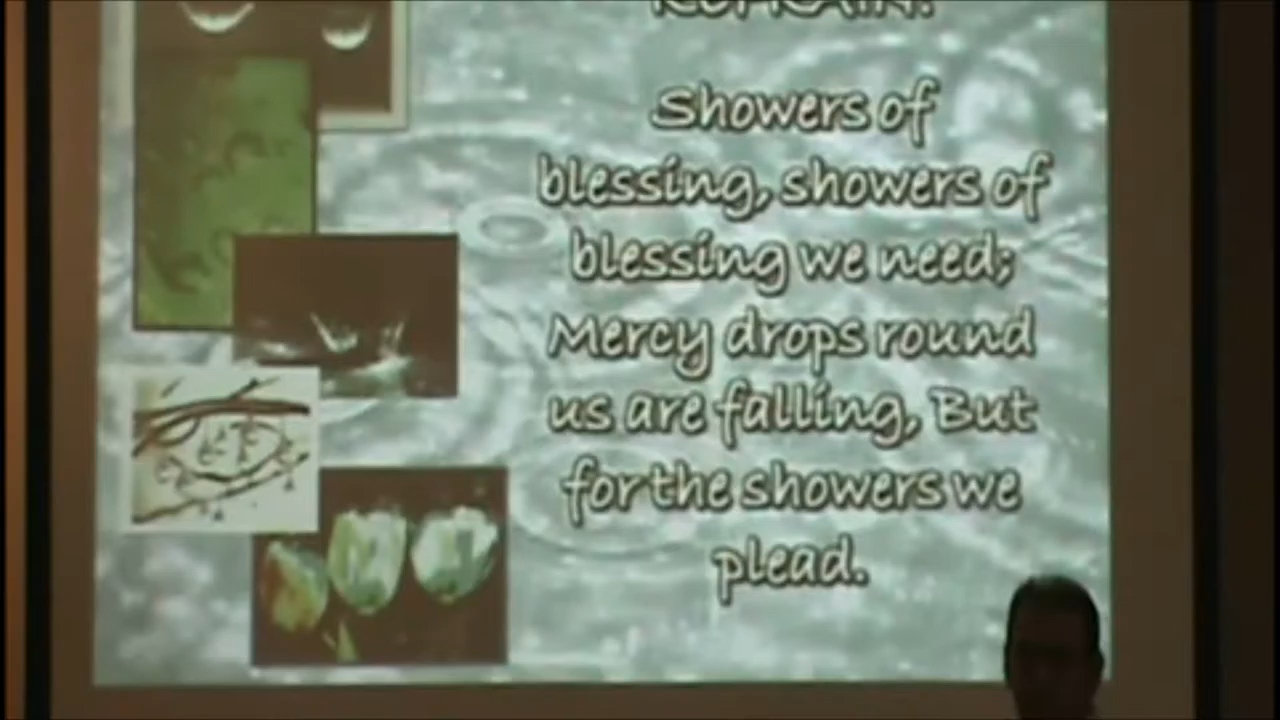 REFRAIN:
Showers of
blessing, showers of
blessing we need;
Mercy drops round
us are falling, But
for the showers we
plead.